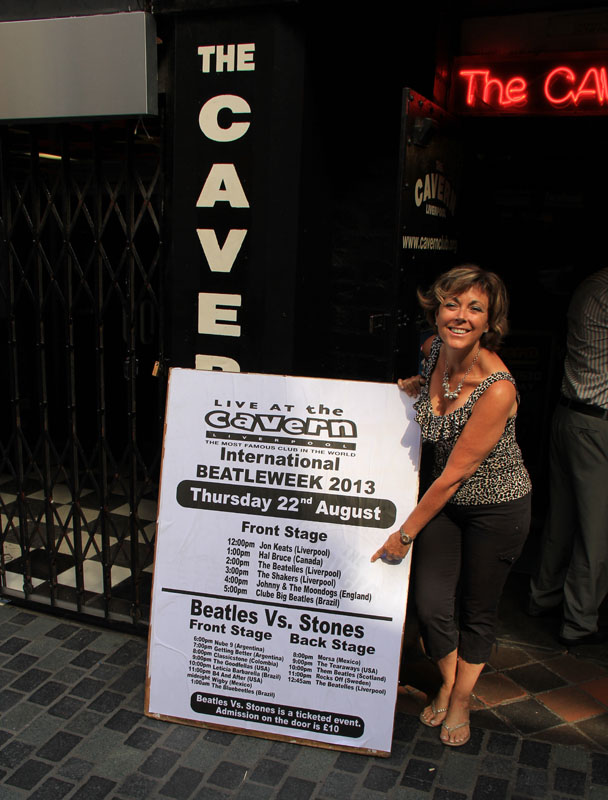 THE
CAVER
The CAV
CAVERN
LIVERPOOL
www.cavernclub.org
LIVE AT the
cavern
LIVERPOOL
THE MOST FAMOUS CLUB IN THE WORLD
International
BEATLEWEEK 2013
Thursday 22nd August
Front Stage
12:00pm Jon Keats (Liverpool)
1:00pm Hal Bruce (Canada)
2:00pm The Beatelles (Liverpool)
3:00pm The Shakers (Liverpool)
4:00pm Johnny & The Moondogs (England)
5:00pm Clube Big Beatles (Brazil)
Beatles Vs. Stones
Front Stage
6:00pm Nube 9 (Argentina)
7:00pm Getting Better (Argentina)
8:00pm Classicstone (Colombia)
9:00pm The Goodlellas (USA)
10:00pm Leticia Barbarella (Brazil)
11:00pm B4 And After (USA)
midnight Wigby (Mexico)
1:00am The Bluebeetles (Brazil)
Back Stage
8:00pm Morsa (Mexico)
9:00pm The Tearaways (USA)
10:00pm Them Beatles (Scotland)
11:00pm Rocks Off (Sweden)
12:45am The Beatelles (Liverpool)
Beatles Vs. Stones is a ticketed event.
Admission on the door is £10